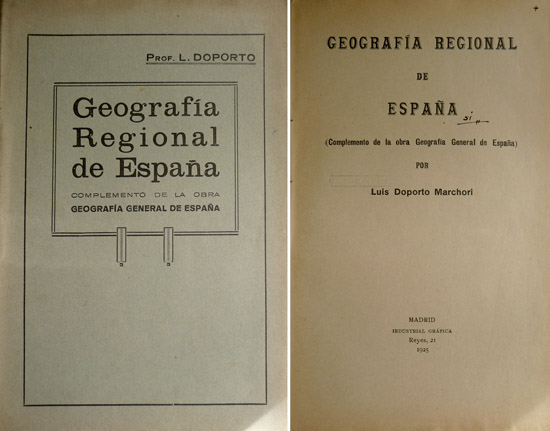 PROF. L. DOPORTO
Geografía
Regional
de España
COMPLEMENTO DE LA OBRA
GEOGRAFÍA GENERAL DE ESPAÑA
GEOGRAFÍA REGIONAL
DE
ESPAÑA
(Complemento de la obra Geografía General de España)
POR
Luis Doporto Marchori
MADRID
INDUSTRIAL GRÁFICA
Reyes, 21
1925